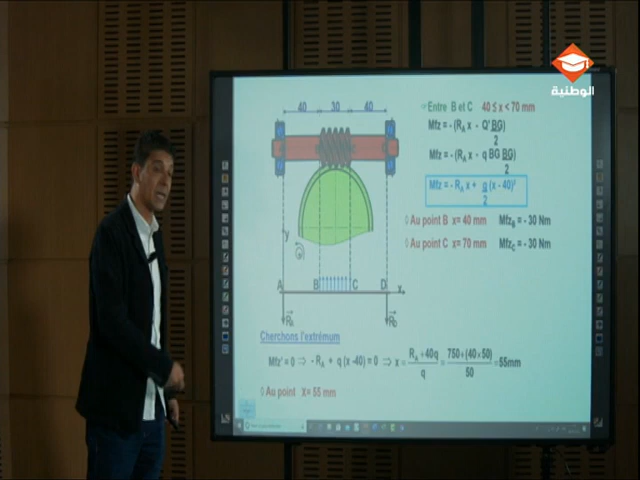 الوطنية
40 30 40
Entre B et C 40 ≤ x < 70 mm
Mfz = - (RA x - Q' BG)
2
Mfz = - (RA x - q BG BG)
2
Mfz = - RA x + q (x - 40)²
2
◊ Au point B x= 40 mm MfzB = - 30 Nm
◊ Au point C x= 70 mm MfzC = - 30 Nm
y
A B C D x
RA RD
Cherchons l'extrémum
Mfz' = 0 ⇒ - RA + q (x -40) = 0 ⇒ x = RA + 40q / q = 750 + (40 × 50) / 50 = 55mm
◊ Au point X= 55 mm